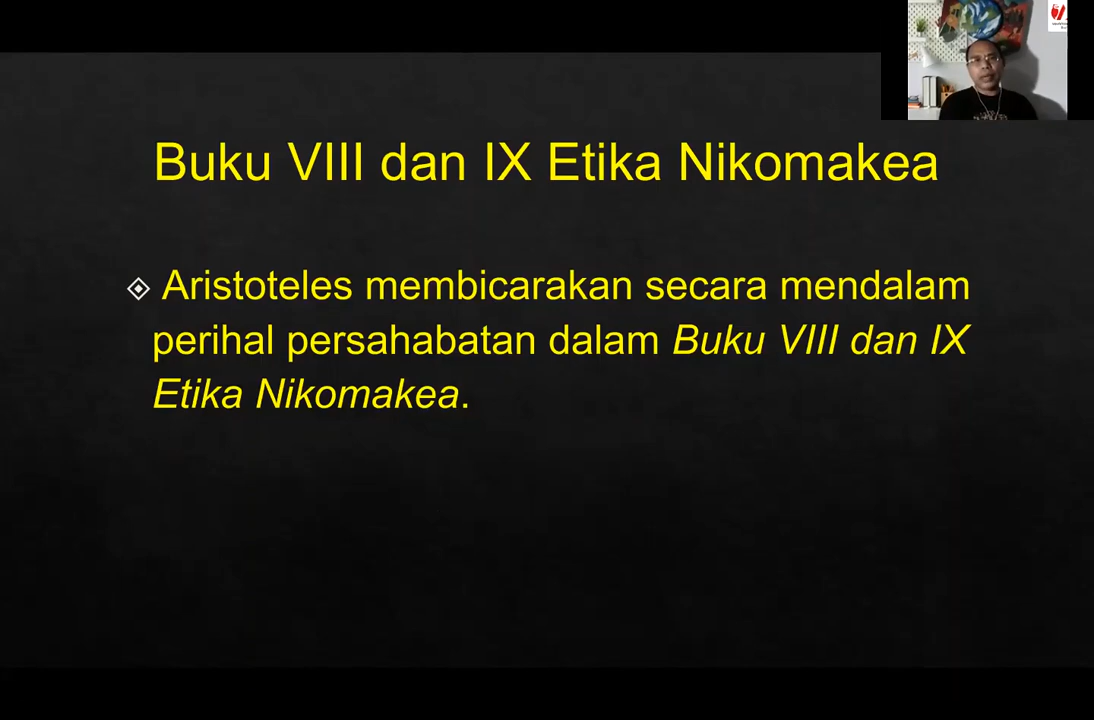 Buku VIII dan IX Etika Nikomakea
Aristoteles membicarakan secara mendalam
perihal persahabatan dalam Buku VIII dan IX
Etika Nikomakea.